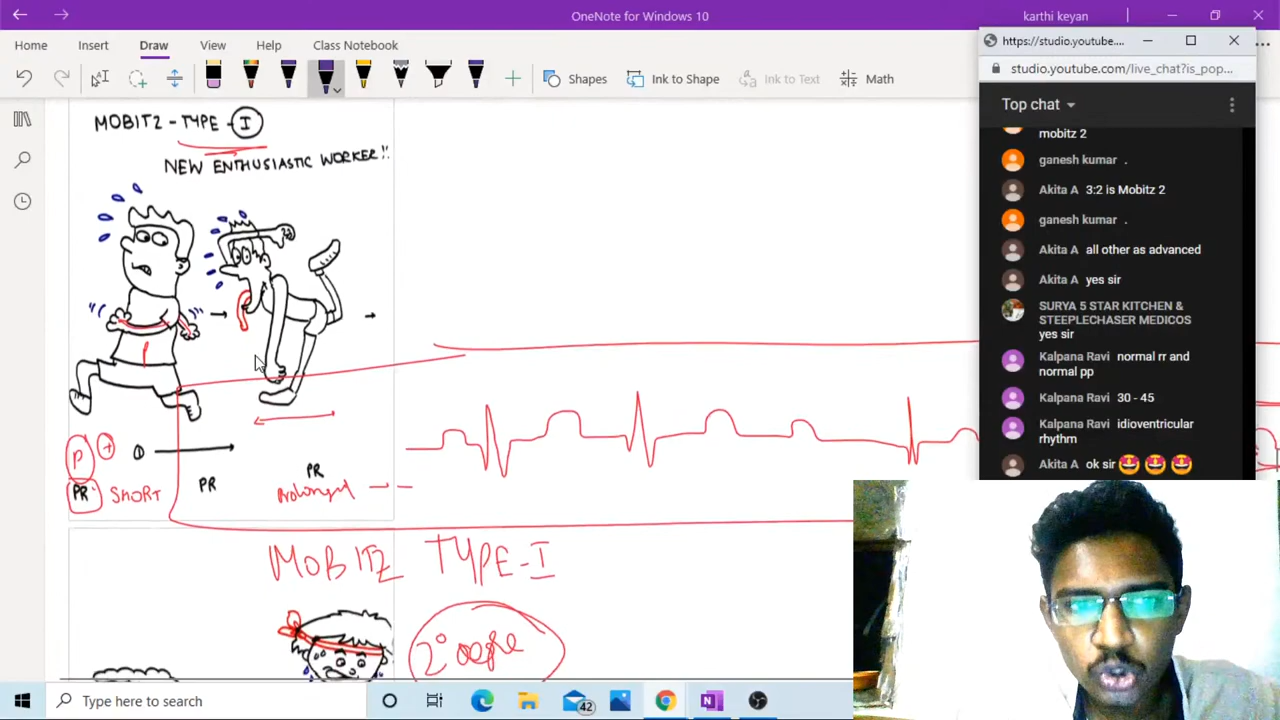 OneNote for Windows 10
karthi keyan
Home Insert Draw View Help Class Notebook
Shapes Ink to Shape Ink to Text Math
https://studio.youtube....
studio.youtube.com/live_chat?is_pop...
Top chat
mobitz 2
ganesh kumar .
Akita A 3:2 is Mobitz 2
ganesh kumar .
Akita A all other as advanced
Akita A yes sir
SURYA 5 STAR KITCHEN &
STEEPLECHASER MEDICOS
yes sir
Kalpana Ravi normal rr and
normal pp
Kalpana Ravi 30 - 45
Kalpana Ravi idioventricular
rhythm
Akita A ok sir 🤩🤩🤩
MOBITZ - TYPE - I
NEW ENTHUSIASTIC WORKER!!
P
PR SHORT PR PR
Prolonged
MOBITZ TYPE-I
2°
Type here to search
42